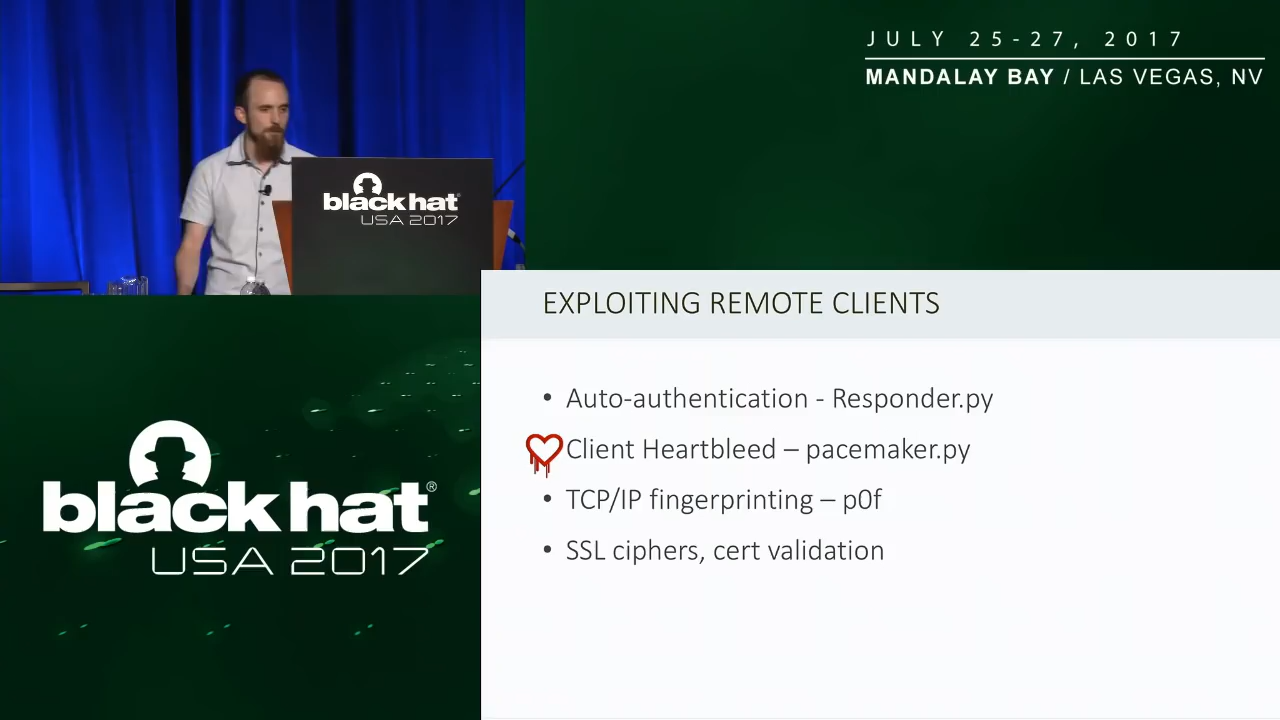 JULY 25-27, 2017
MANDALAY BAY / LAS VEGAS, NV
black hat
USA 2017
EXPLOITING REMOTE CLIENTS
• Auto-authentication - Responder.py
Client Heartbleed – pacemaker.py
• TCP/IP fingerprinting – p0f
• SSL ciphers, cert validation
black hat®
USA 2017